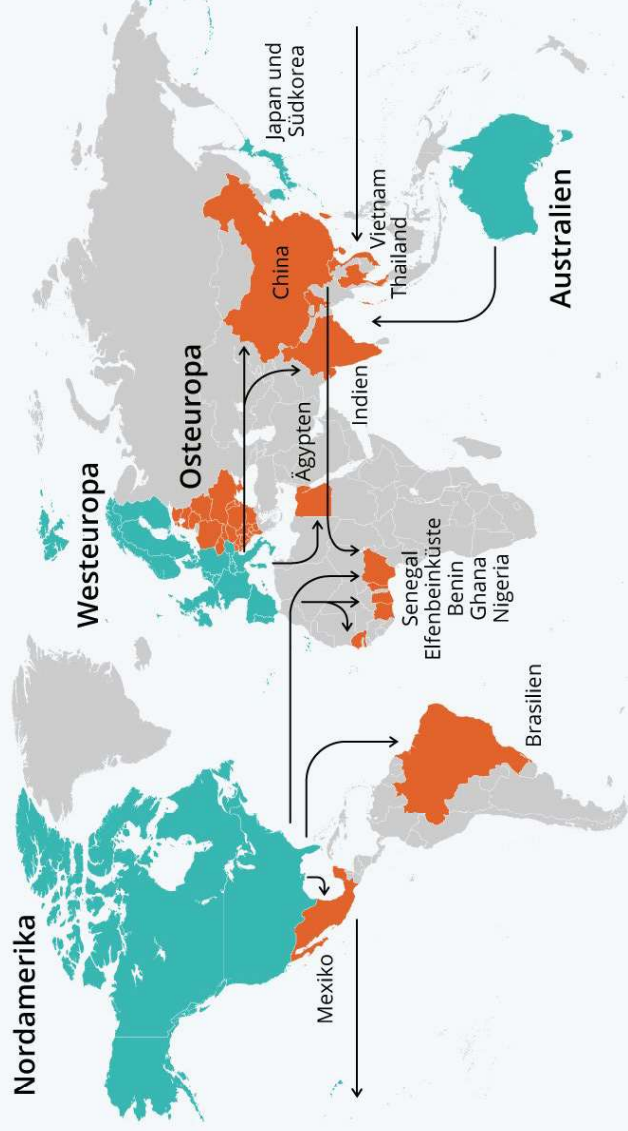 Nordamerika
Westeuropa
Osteuropa
Japan und
Südkorea
China
Mexiko
Ägypten
Indien
Vietnam
Thailand
Senegal
Elfenbeinküste
Benin
Ghana
Nigeria
Brasilien
Australien